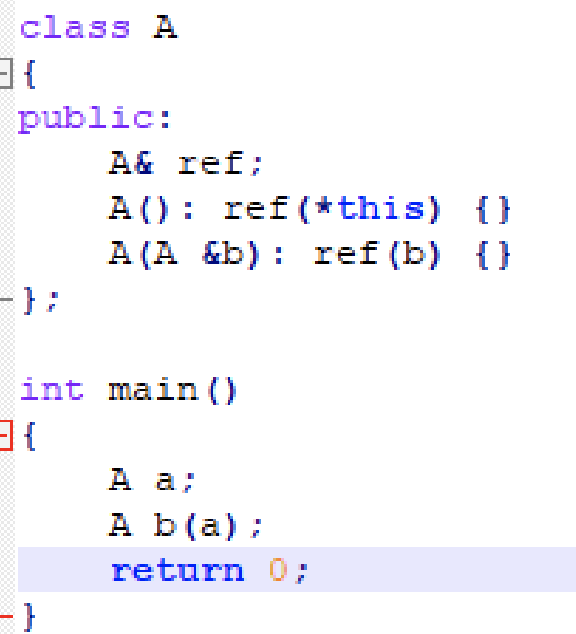 class A
{
public:
    A& ref;
    A(): ref(*this) {}
    A(A &b): ref(b) {}
};

int main()
{
    A a;
    A b(a);
    return 0;
}